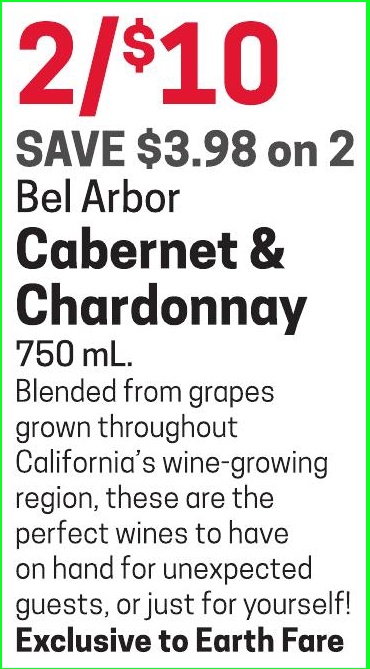 2/$10
SAVE $3.98 on 2
Bel Arbor
Cabernet &
Chardonnay
750 mL.
Blended from grapes
grown throughout
California's wine-growing
region, these are the
perfect wines to have
on hand for unexpected
guests, or just for yourself!
Exclusive to Earth Fare